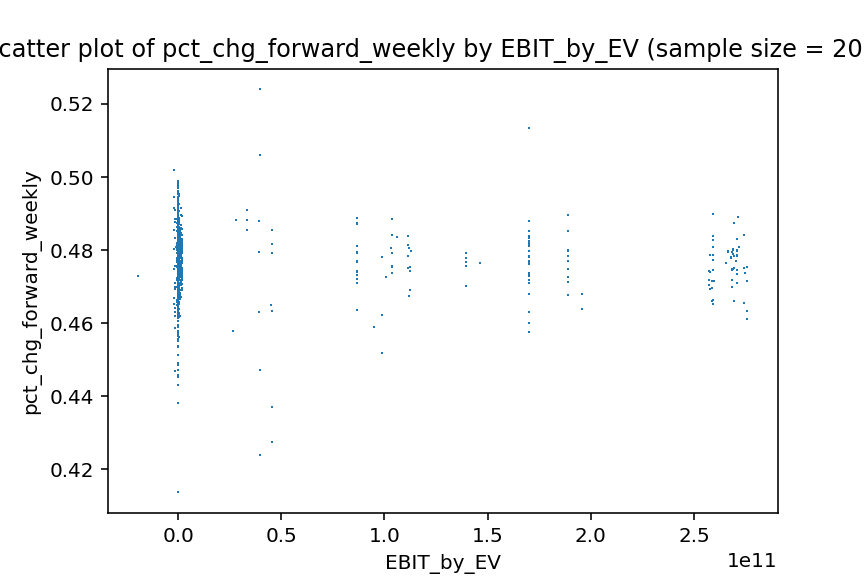 catter plot of pct_chg_forward_weekly by EBIT_by_EV (sample size = 20
pct_chg_forward_weekly
0.52
0.50
0.48
0.46
0.44
0.42
0.0 0.5 1.0 1.5 2.0 2.5
1e11
EBIT_by_EV